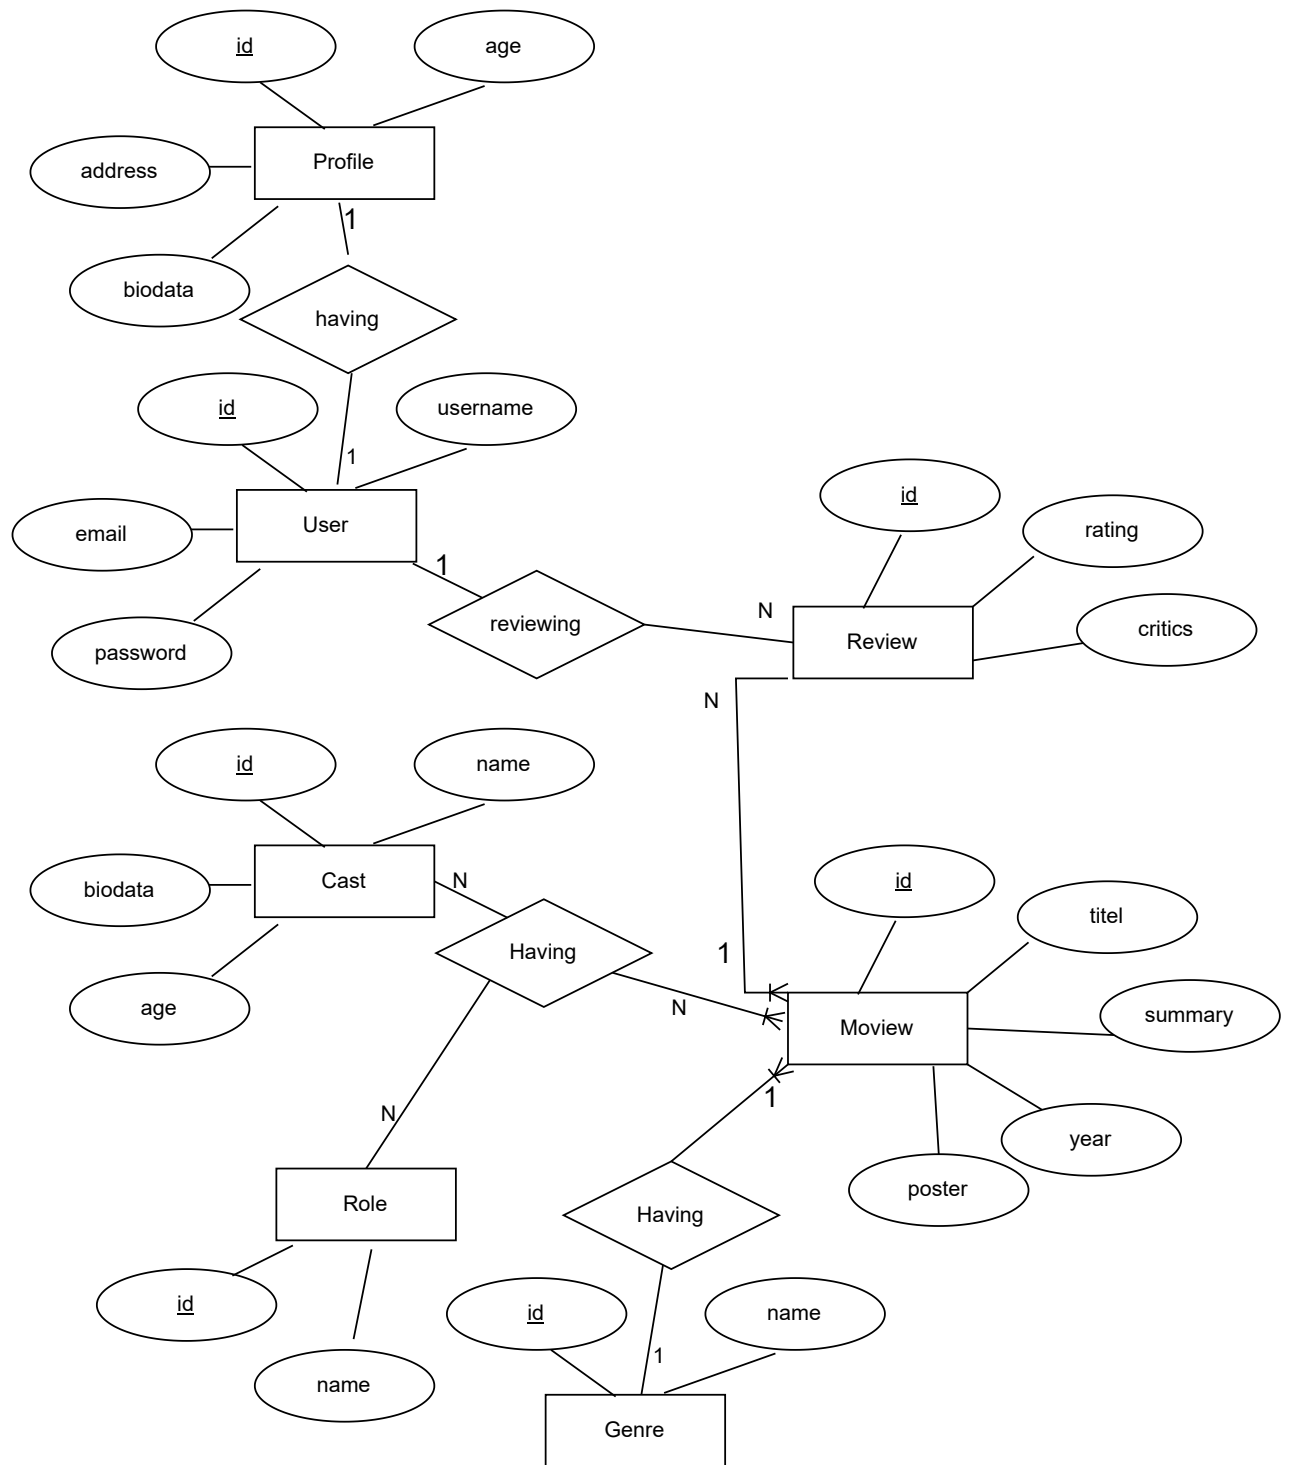 id
age
Profile
address
1
biodata
having
id
username
1
User
email
1
id
rating
reviewing
N
Review
critics
password
N
id
name
Cast
N
biodata
id
titel
Having
1
age
N
summary
Moview
1
N
year
Role
poster
Having
id
id
name
1
name
Genre